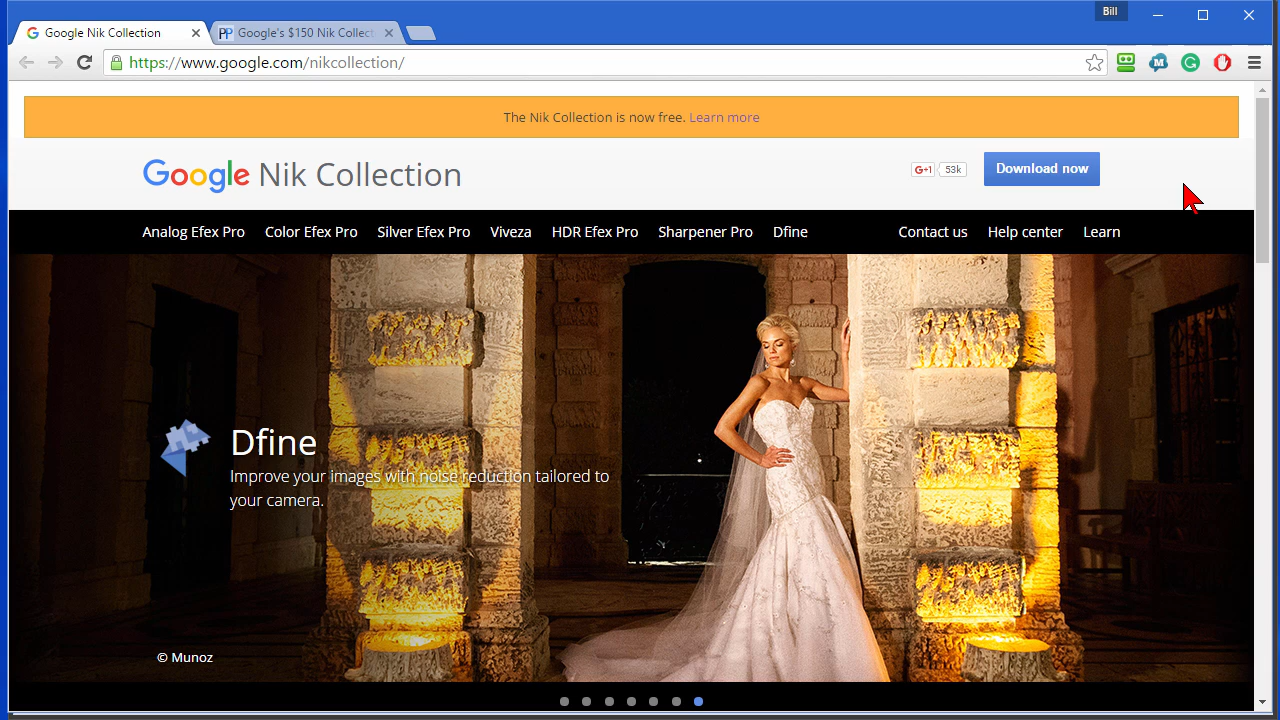 Bill
Google Nik Collection
PP Google's $150 Nik Collect
https://www.google.com/nikcollection/
M
G
The Nik Collection is now free. Learn more
Google Nik Collection
G+1 53k
Download now
Analog Efex Pro Color Efex Pro Silver Efex Pro Viveza HDR Efex Pro Sharpener Pro Dfine Contact us Help center Learn
Dfine
Improve your images with noise reduction tailored to
your camera.
© Munoz